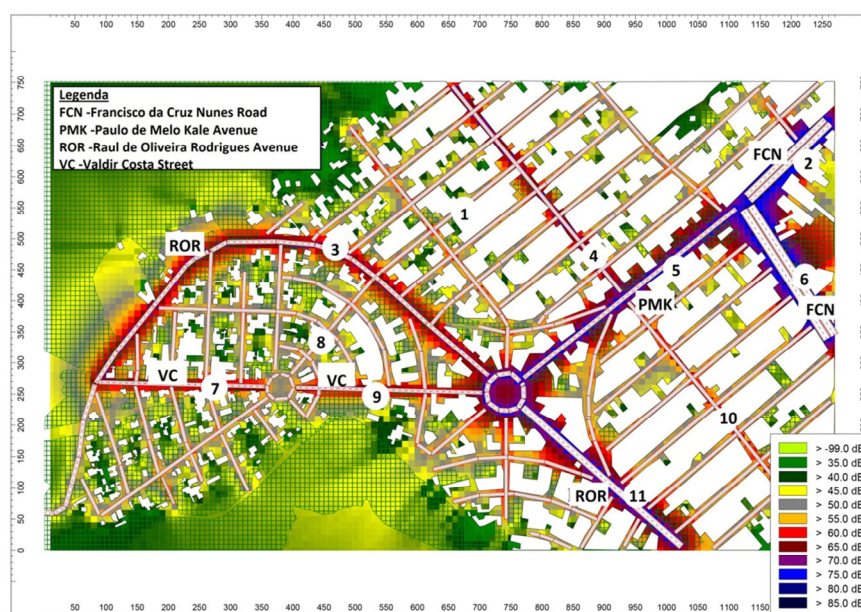 50 100 150 200 250 300 350 400 450 500 550 600 650 700 750 800 850 900 950 1000 1050 1100 1150 1200 1250
750
700
650
600
550
500
450
400
350
300
250
200
150
100
50
0
Legenda
FCN -Francisco da Cruz Nunes Road
PMK -Paulo de Melo Kale Avenue
ROR -Raul de Oliveira Rodrigues Avenue
VC -Valdir Costa Street
FCN
2
1
ROR
3
4
5
6
PMK
FCN
8
VC
7
VC
9
10
ROR
11
> -99.0 dB
> 35.0 dB
> 40.0 dB
> 45.0 dB
> 50.0 dB
> 55.0 dB
> 60.0 dB
> 65.0 dB
> 70.0 dB
> 75.0 dB
> 80.0 dB
> 85.0 dB
50 100 150 200 250 300 350 400 450 500 550 600 650 700 750 800 850 900 950 1000 1050 1100 1150 1200 1250